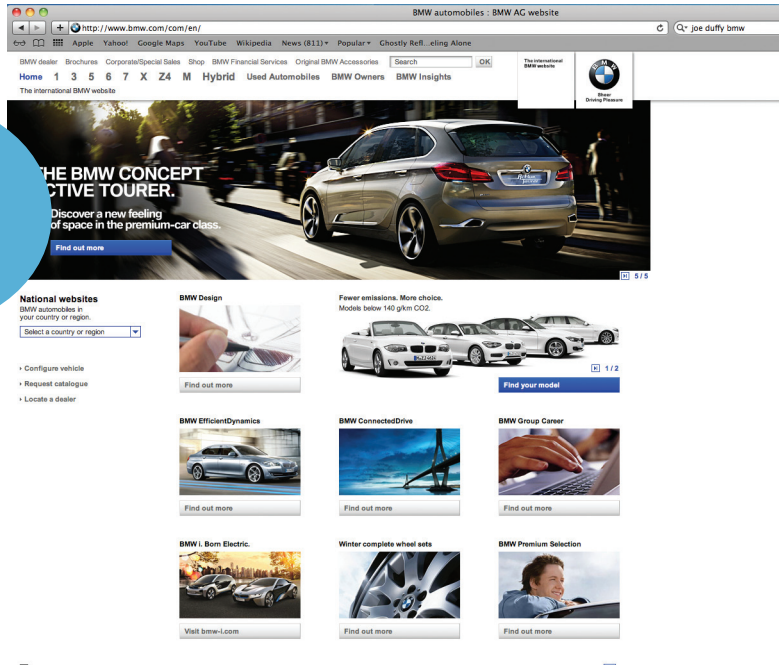 BMW automobiles : BMW AG website
http://www.bmw.com/com/en/
joe duffy bmw
Apple Yahoo! Google Maps YouTube Wikipedia News (811) Popular Ghostly Refl…eling Alone
BMW dealer Brochures Corporate/Special Sales Shop BMW Financial Services Original BMW Accessories Search OK
Home 1 3 5 6 7 X Z4 M Hybrid Used Automobiles BMW Owners BMW Insights
The international BMW website
The international
BMW website
BMW
Sheer
Driving Pleasure
HE BMW CONCEPT
CTIVE TOURER.
Discover a new feeling
of space in the premium-car class.
Find out more
5 / 5
National websites
BMW automobiles in
your country or region.
Select a country or region
Configure vehicle
Request catalogue
Locate a dealer
BMW Design
Find out more
Fewer emissions. More choice.
Models below 140 g/km CO2.
1 / 2
Find your model
BMW EfficientDynamics
Find out more
BMW ConnectedDrive
Find out more
BMW Group Career
Find out more
BMW i. Born Electric.
Visit bmw-i.com
Winter complete wheel sets
Find out more
BMW Premium Selection
Find out more